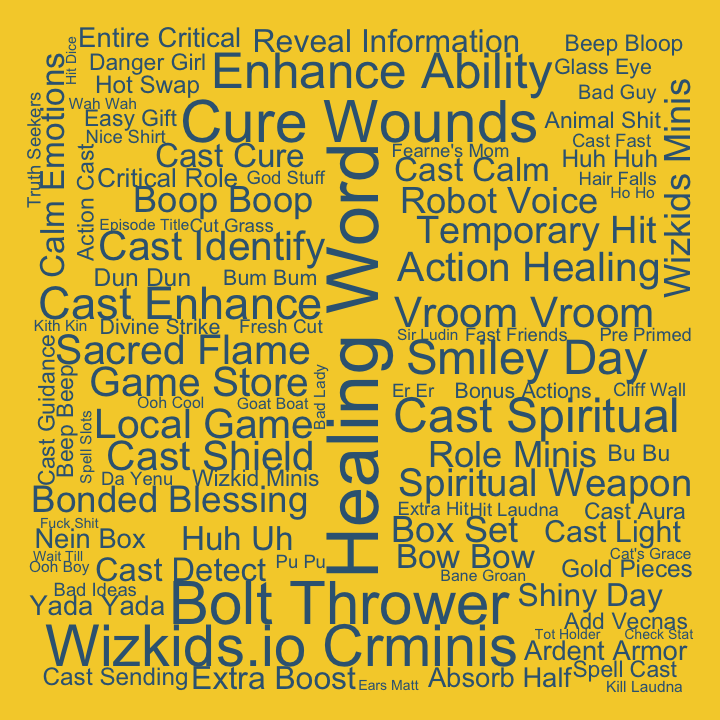 Entire Critical
Reveal Information
Beep Bloop
Hit Dice
Danger Girl
Enhance Ability
Glass Eye
Hot Swap
Bad Guy
Wah Wah
Truth Seekers
Calm Emotions
Easy Gift
Cure Wounds
Animal Shit
Wizkids Minis
Nice Shirt
Cast Fast
Action Cast
Cast Cure
Fearne's Mom
Huh Huh
Critical Role
God Stuff
Cast Calm
Hair Falls
Boop Boop
Robot Voice
Ho Ho
Episode Title
Cut Grass
Temporary Hit
Cast Identify
Healing Word
Action Healing
Dun Dun
Bum Bum
Cast Enhance
Vroom Vroom
Kith Kin
Divine Strike
Fresh Cut
Sir Ludin
Fast Friends
Pre Primed
Sacred Flame
Smiley Day
Cast Guidance
Beep Beep
Game Store
Bad Lady
Er Er
Bonus Actions
Cliff Wall
Ooh Cool
Goat Boat
Cast Spiritual
Spell Slots
Local Game
Cast Shield
Role Minis
Bu Bu
Da Yenu
Wizkid Minis
Spiritual Weapon
Bonded Blessing
Extra Hit
Hit Laudna
Cast Aura
Fuck Shit
Nein Box
Huh Uh
Box Set
Cast Light
Wait Till
Ooh Boy
Cast Detect
Pu Pu
Bow Bow
Cat's Grace
Gold Pieces
Bane Groan
Bad Ideas
Yada Yada
Bolt Thrower
Shiny Day
Add Vecnas
Wizkids.io Crminis
Tot Holder
Check Stat
Ardent Armor
Cast Sending
Extra Boost
Ears Matt
Absorb Half
Spell Cast
Kill Laudna